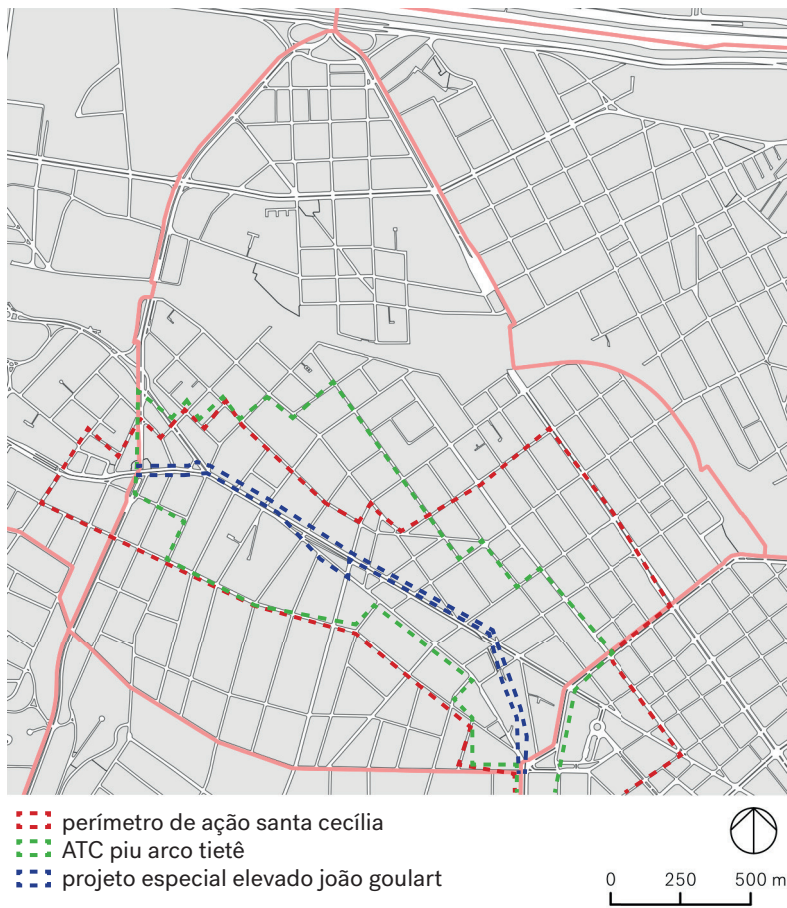 perímetro de ação santa cecília
ATC piu arco tietê
projeto especial elevado joão goulart
0 250 500 m